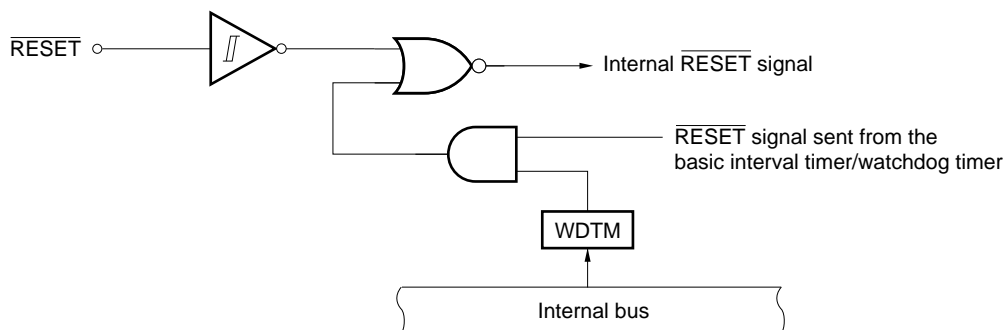 RESET
Internal RESET signal
RESET signal sent from the
basic interval timer/watchdog timer
WDTM
Internal bus